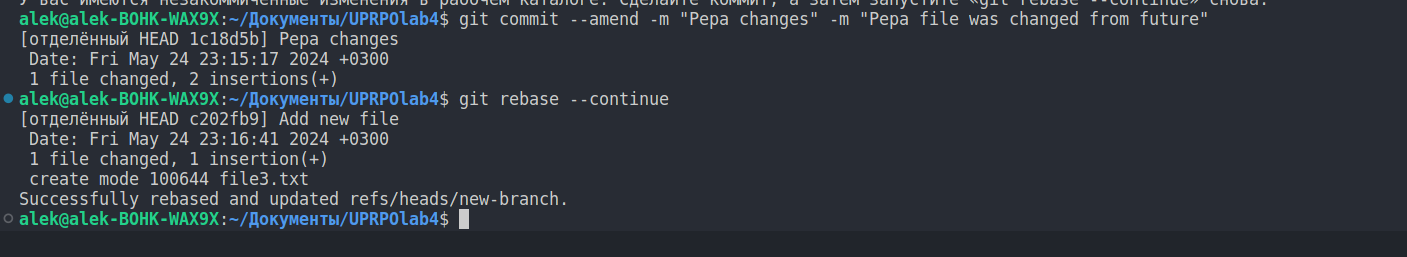 У вас имеются незакоммиченные изменения в рабочем каталоге. Сделайте коммит, а затем запустите «git rebase --continue» снова.
alek@alek-BOHK-WAX9X:~/Документы/UPRPOlab4$ git commit --amend -m "Pepa changes" -m "Pepa file was changed from future"
[отделённый HEAD 1c18d5b] Pepa changes
 Date: Fri May 24 23:15:17 2024 +0300
 1 file changed, 2 insertions(+)
alek@alek-BOHK-WAX9X:~/Документы/UPRPOlab4$ git rebase --continue
[отделённый HEAD c202fb9] Add new file
 Date: Fri May 24 23:16:41 2024 +0300
 1 file changed, 1 insertion(+)
 create mode 100644 file3.txt
Successfully rebased and updated refs/heads/new-branch.
alek@alek-BOHK-WAX9X:~/Документы/UPRPOlab4$